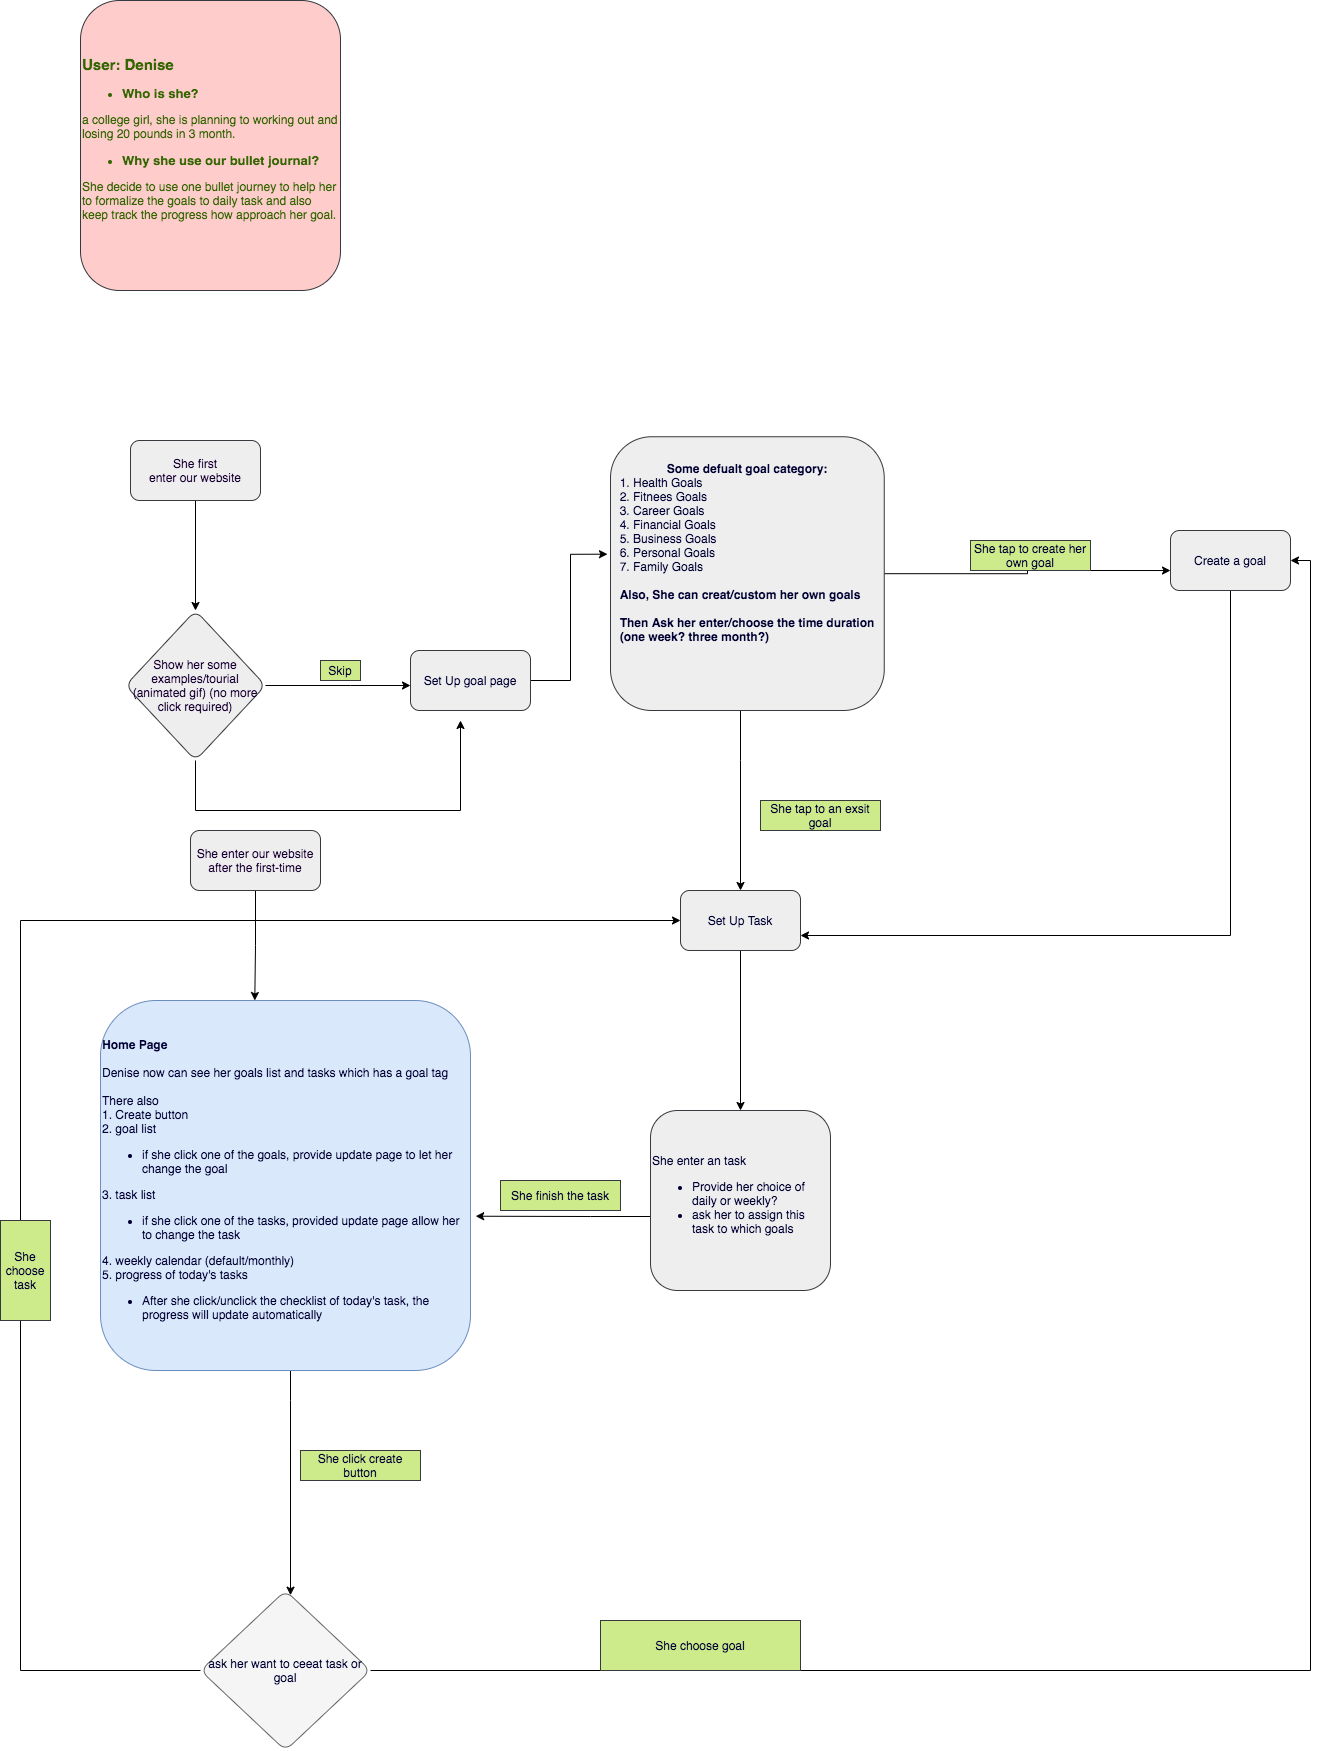 User: Denise
• Who is she?
a college girl, she is planning to working out and
losing 20 pounds in 3 month.
• Why she use our bullet journal?
She decide to use one bullet journey to help her
to formalize the goals to daily task and also
keep track the progress how approach her goal.
She first
enter our website
Show her some
examples/tourial
(animated gif) (no more
click required)
Skip
Set Up goal page
Some defualt goal category:
1. Health Goals
2. Fitnees Goals
3. Career Goals
4. Financial Goals
5. Business Goals
6. Personal Goals
7. Family Goals
Also, She can creat/custom her own goals
Then Ask her enter/choose the time duration
(one week? three month?)
She tap to create her
own goal
Create a goal
She tap to an exsit
goal
She enter our website
after the first-time
Set Up Task
Home Page
Denise now can see her goals list and tasks which has a goal tag
There also
1. Create button
2. goal list
• if she click one of the goals, provide update page to let her
change the goal
3. task list
• if she click one of the tasks, provided update page allow her
to change the task
4. weekly calendar (default/monthly)
5. progress of today's tasks
• After she click/unclick the checklist of today's task, the
progress will update automatically
She finish the task
She enter an task
• Provide her choice of
daily or weekly?
• ask her to assign this
task to which goals
She
choose
task
She click create
button
ask her want to ceeat task or
goal
She choose goal